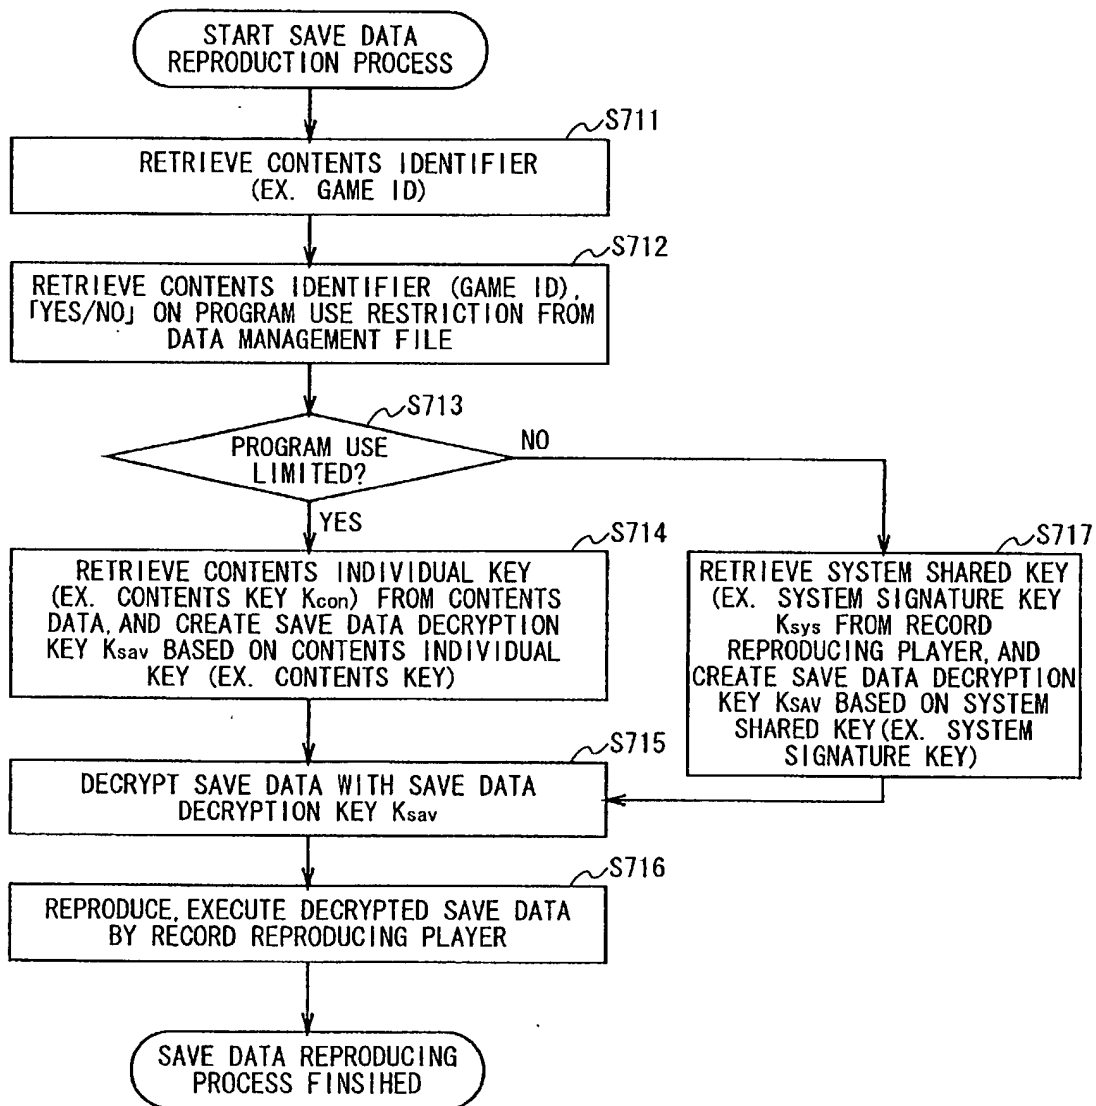 START SAVE DATA
REPRODUCTION PROCESS
S711
RETRIEVE CONTENTS IDENTIFIER
(EX. GAME ID)
S712
RETRIEVE CONTENTS IDENTIFIER (GAME ID),
「YES/NO」 ON PROGRAM USE RESTRICTION FROM
DATA MANAGEMENT FILE
S713
PROGRAM USE
LIMITED?
NO
YES
S714
RETRIEVE CONTENTS INDIVIDUAL KEY
(EX. CONTENTS KEY Kcon) FROM CONTENTS
DATA, AND CREATE SAVE DATA DECRYPTION
KEY Ksav BASED ON CONTENTS INDIVIDUAL
KEY (EX. CONTENTS KEY)
S717
RETRIEVE SYSTEM SHARED KEY
(EX. SYSTEM SIGNATURE KEY
Ksys FROM RECORD
REPRODUCING PLAYER, AND
CREATE SAVE DATA DECRYPTION
KEY KSAV BASED ON SYSTEM
SHARED KEY (EX. SYSTEM
SIGNATURE KEY)
S715
DECRYPT SAVE DATA WITH SAVE DATA
DECRYPTION KEY Ksav
S716
REPRODUCE, EXECUTE DECRYPTED SAVE DATA
BY RECORD REPRODUCING PLAYER
SAVE DATA REPRODUCING
PROCESS FINSIHED